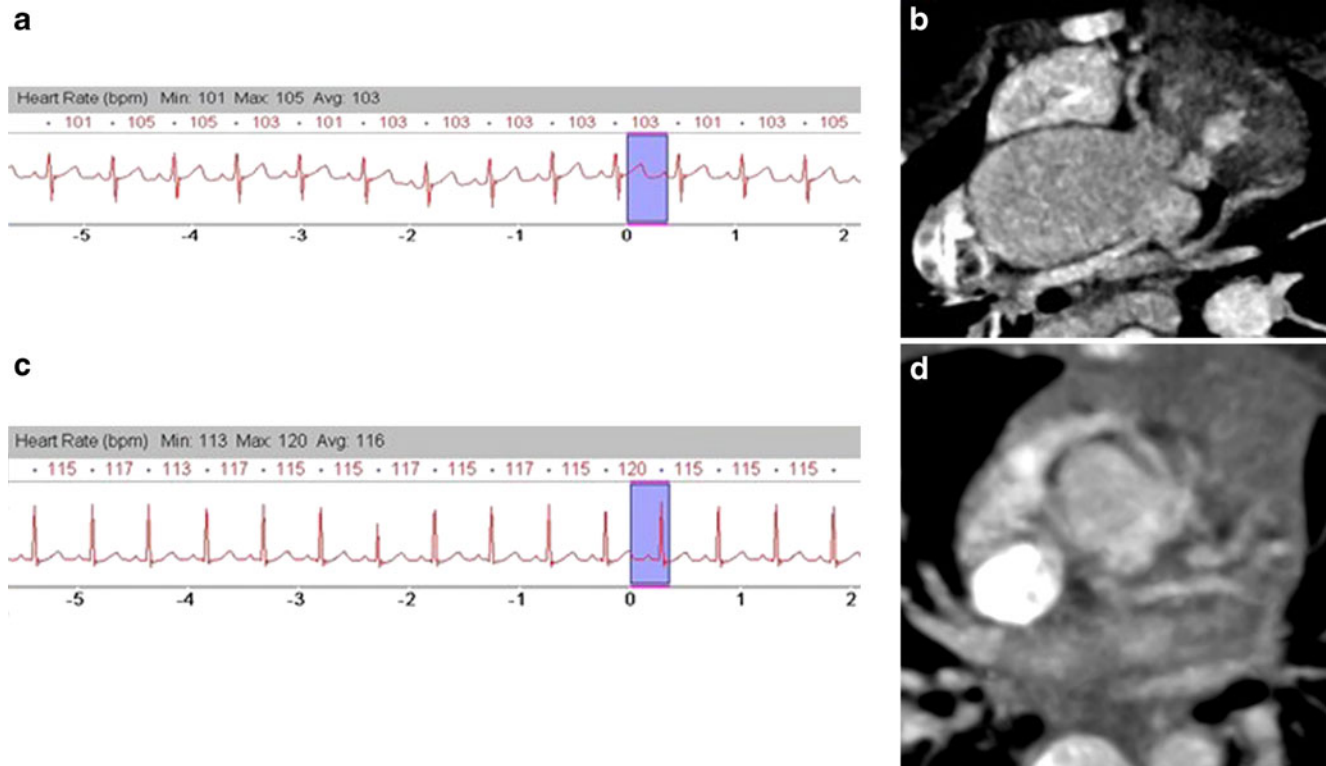 a
Heart Rate (bpm) Min: 101 Max: 105 Avg: 103
101 105 105 103 101 103 103 103 103 103 101 103 105
-5 -4 -3 -2 -1 0 1 2
b
c
Heart Rate (bpm) Min: 113 Max: 120 Avg: 116
115 117 113 117 115 115 117 115 117 115 120 115 115 115
-5 -4 -3 -2 -1 0 1 2
d